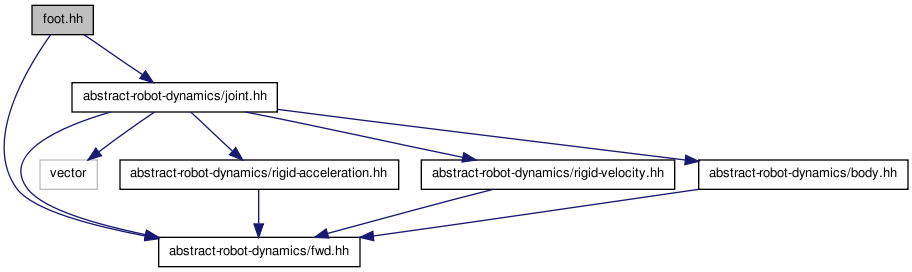 foot.hh
abstract-robot-dynamics/joint.hh
vector
abstract-robot-dynamics/rigid-acceleration.hh
abstract-robot-dynamics/rigid-velocity.hh
abstract-robot-dynamics/body.hh
abstract-robot-dynamics/fwd.hh